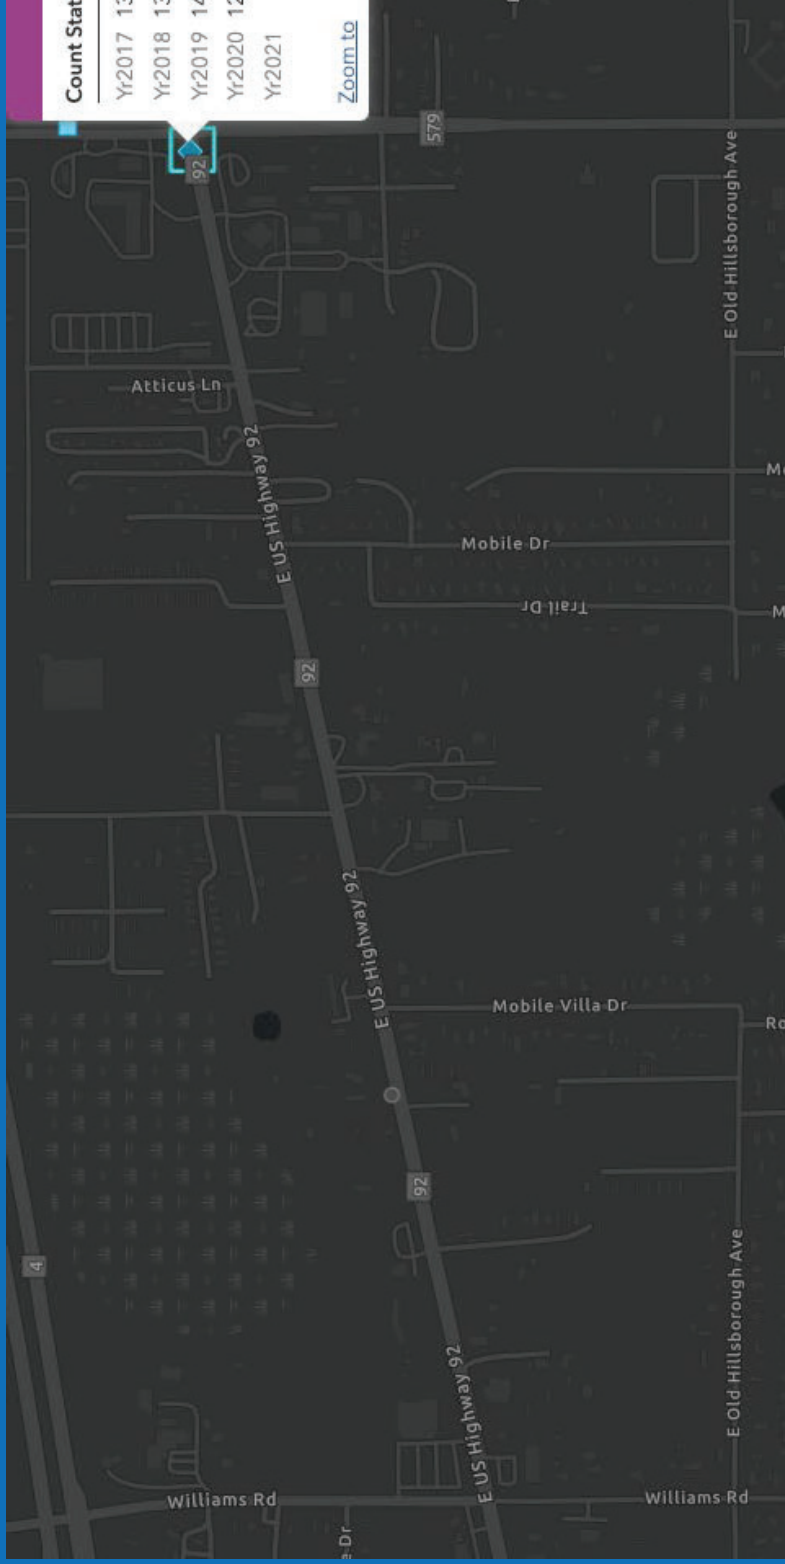 Count Stat
Yr2017 13
Yr2018 13
Yr2019 14
Yr2020 12
Yr2021
Zoom to
579
92
E Old Hillsborough Ave
Atticus Ln
E US Highway 92
Mobile Dr
Trail Dr
92
E US Highway 92
Mobile Villa Dr
Ro
92
4
E US Highway 92
E Old Hillsborough Ave
Williams Rd
Williams Rd
e Dr